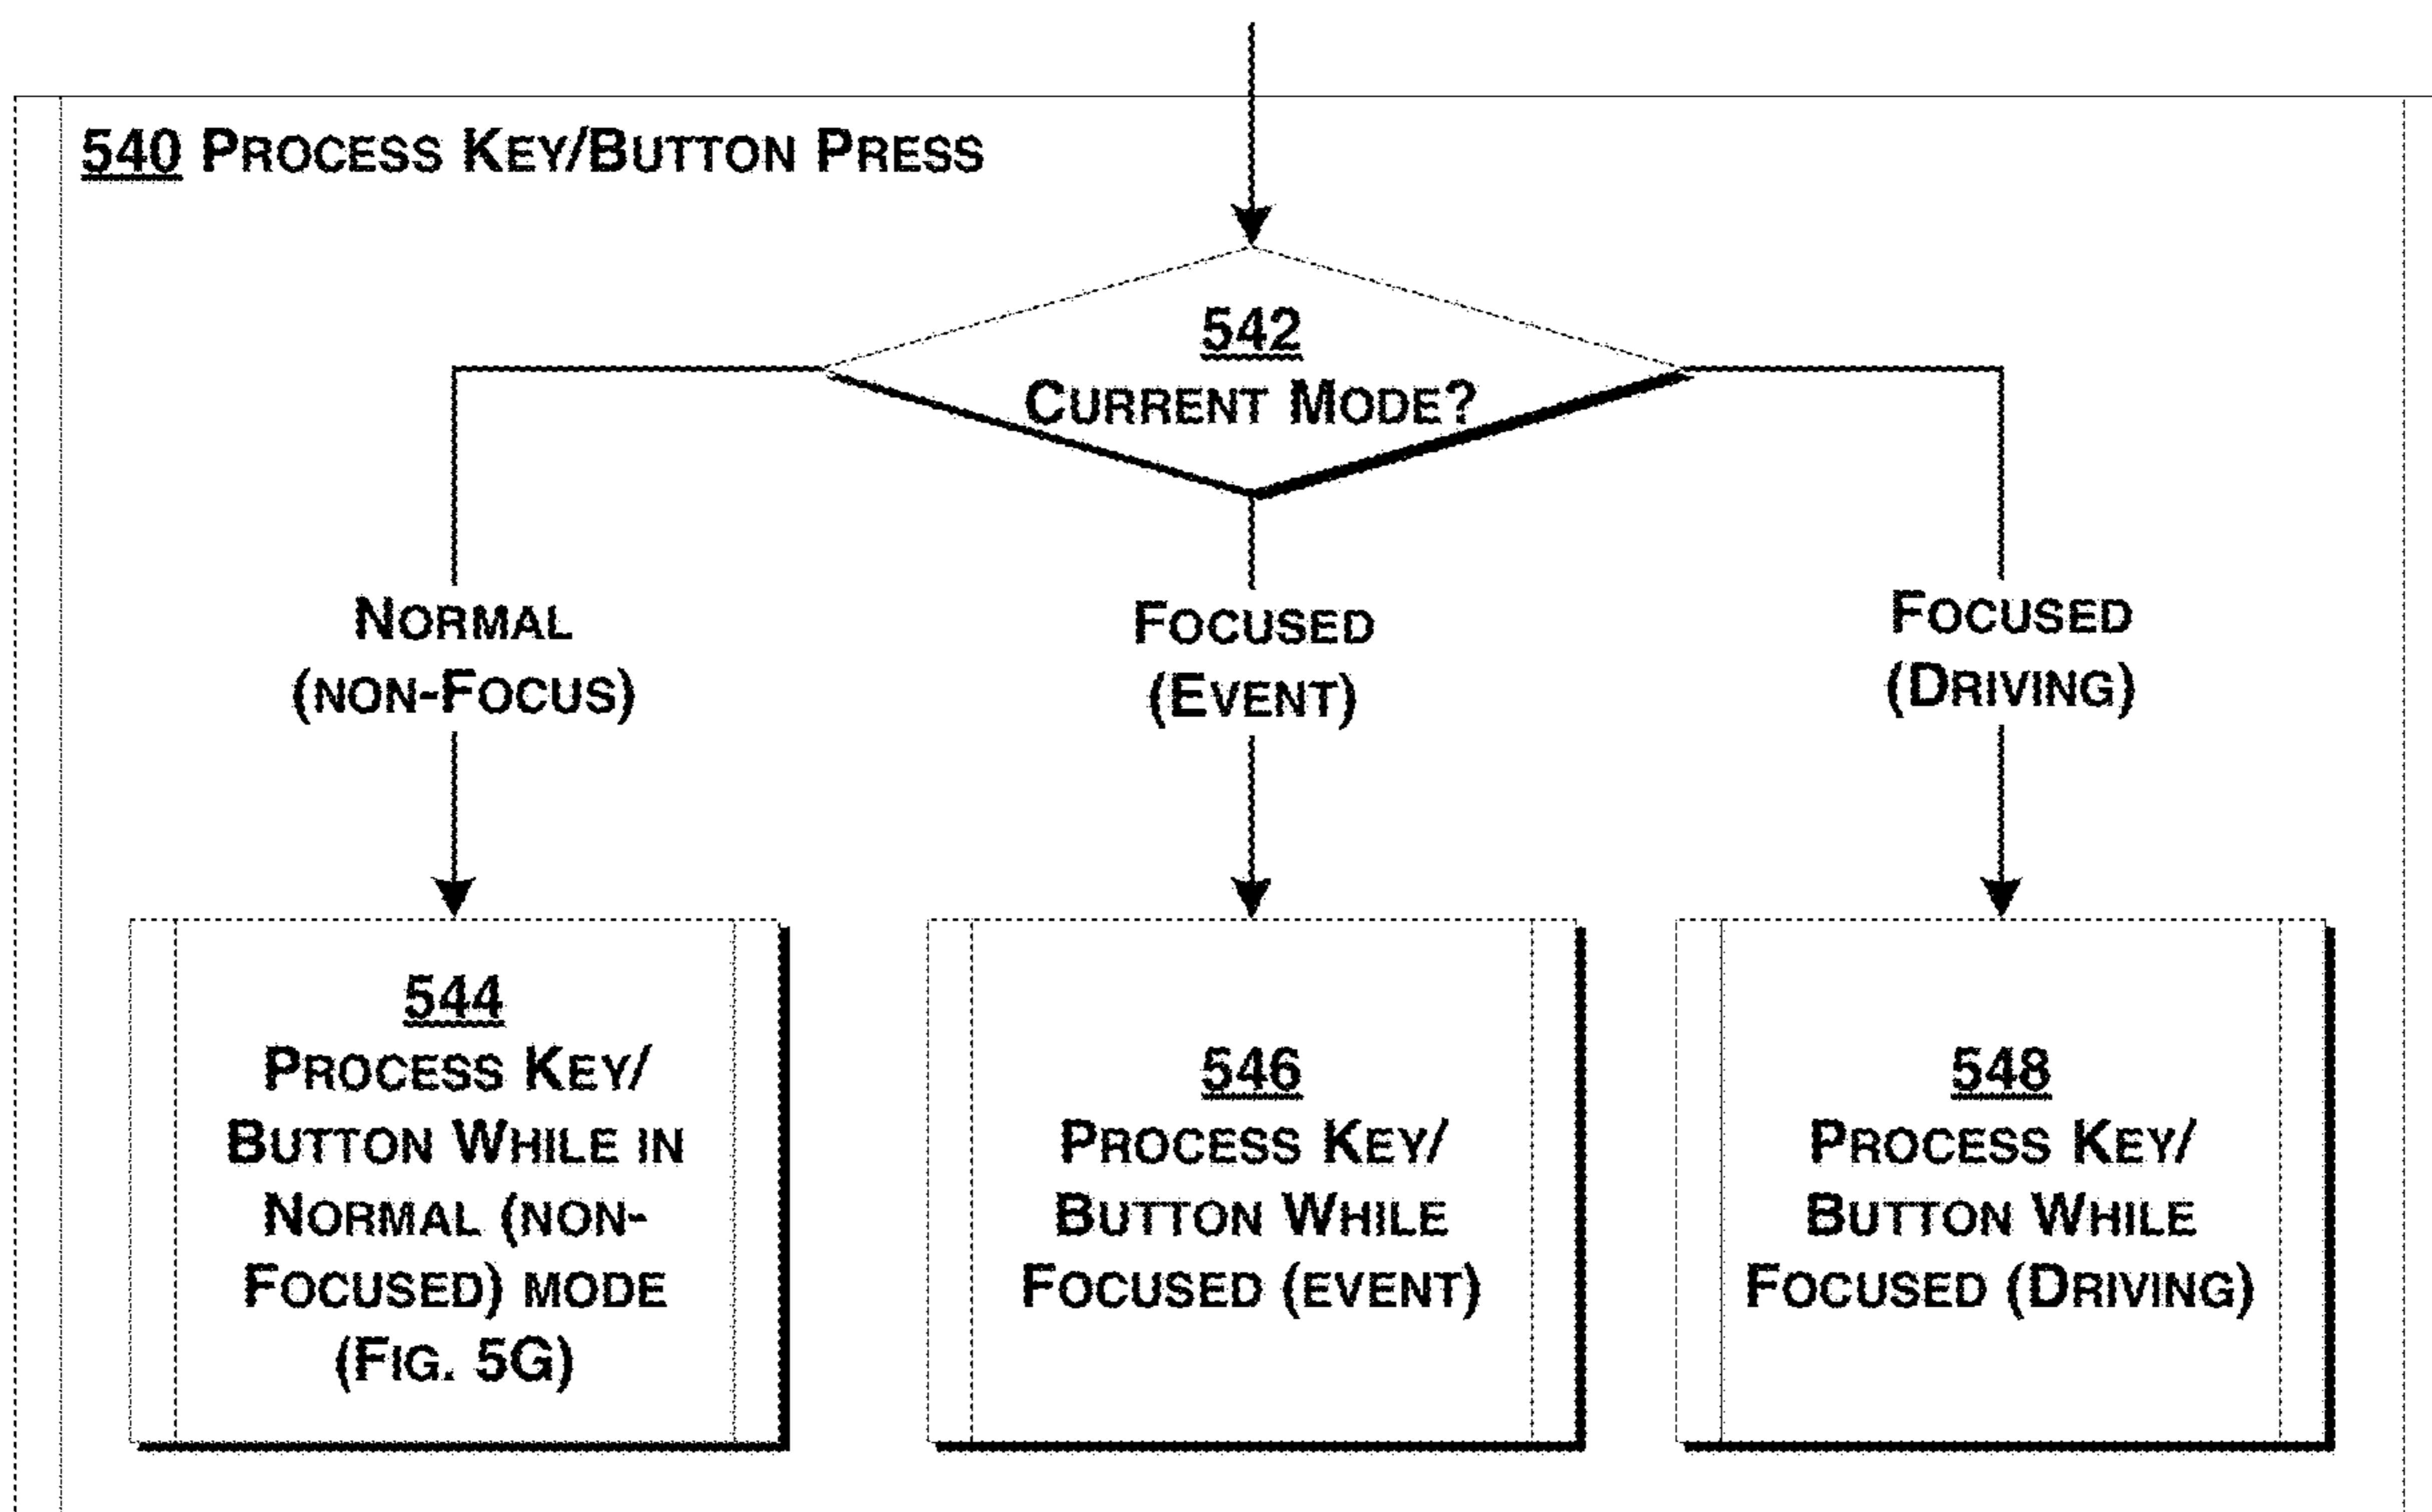 540 Process Key/Button Press
542
Current Mode?
Normal
(non-Focus)
Focused
(Event)
Focused
(Driving)
544
Process Key/
Button While in
Normal (non-
Focused) mode
(Fig. 5G)
546
Process Key/
Button While
Focused (event)
548
Process Key/
Button While
Focused (Driving)